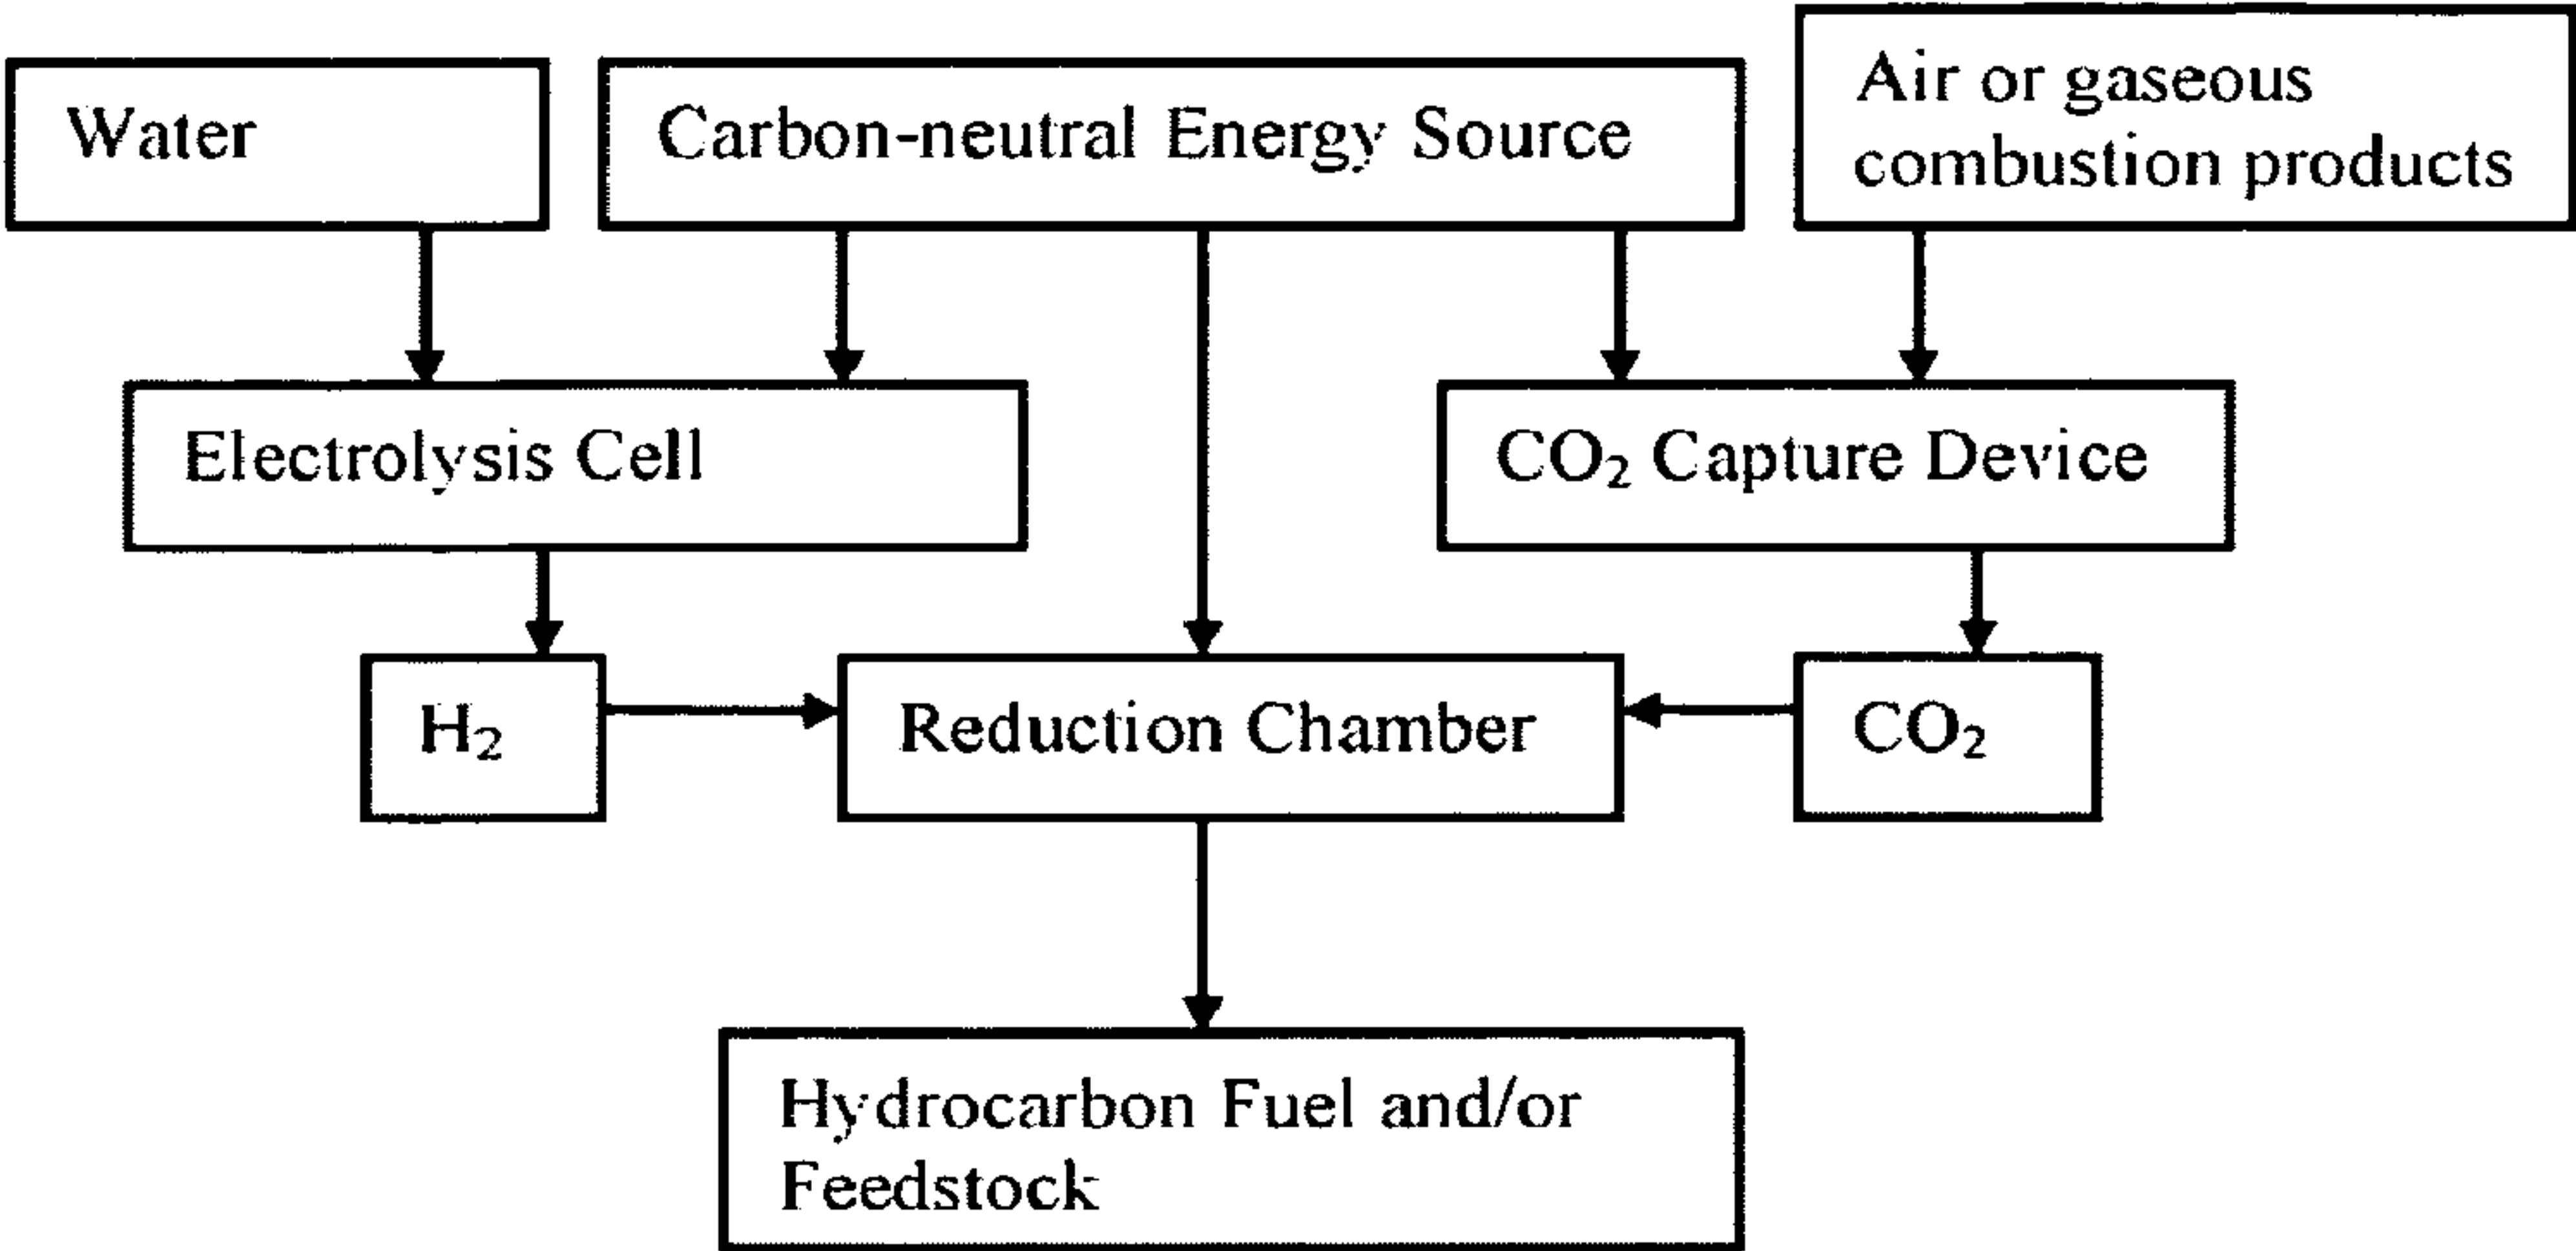 Water
Carbon-neutral Energy Source
Air or gaseous
combustion products
Electrolysis Cell
CO₂ Capture Device
H₂
Reduction Chamber
CO₂
Hydrocarbon Fuel and/or
Feedstock